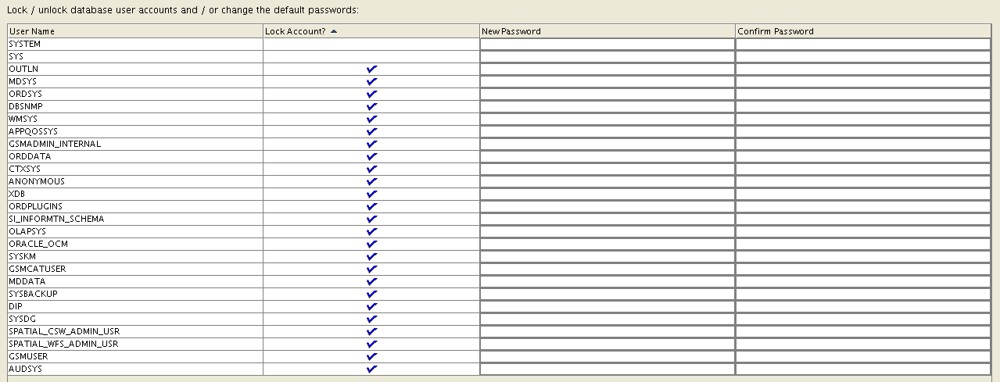 Lock / unlock database user accounts and / or change the default passwords:
User Name Lock Account? New Password Confirm Password
SYSTEM
SYS
OUTLN
MDSYS
ORDSYS
DBSNMP
WMSYS
APPQOSSYS
GSMADMIN_INTERNAL
ORDDATA
CTXSYS
ANONYMOUS
XDB
ORDPLUGINS
SI_INFORMTN_SCHEMA
OLAPSYS
ORACLE_OCM
SYSKM
GSMCATUSER
MDDATA
SYSBACKUP
DIP
SYSDG
SPATIAL_CSW_ADMIN_USR
SPATIAL_WFS_ADMIN_USR
GSMUSER
AUDSYS